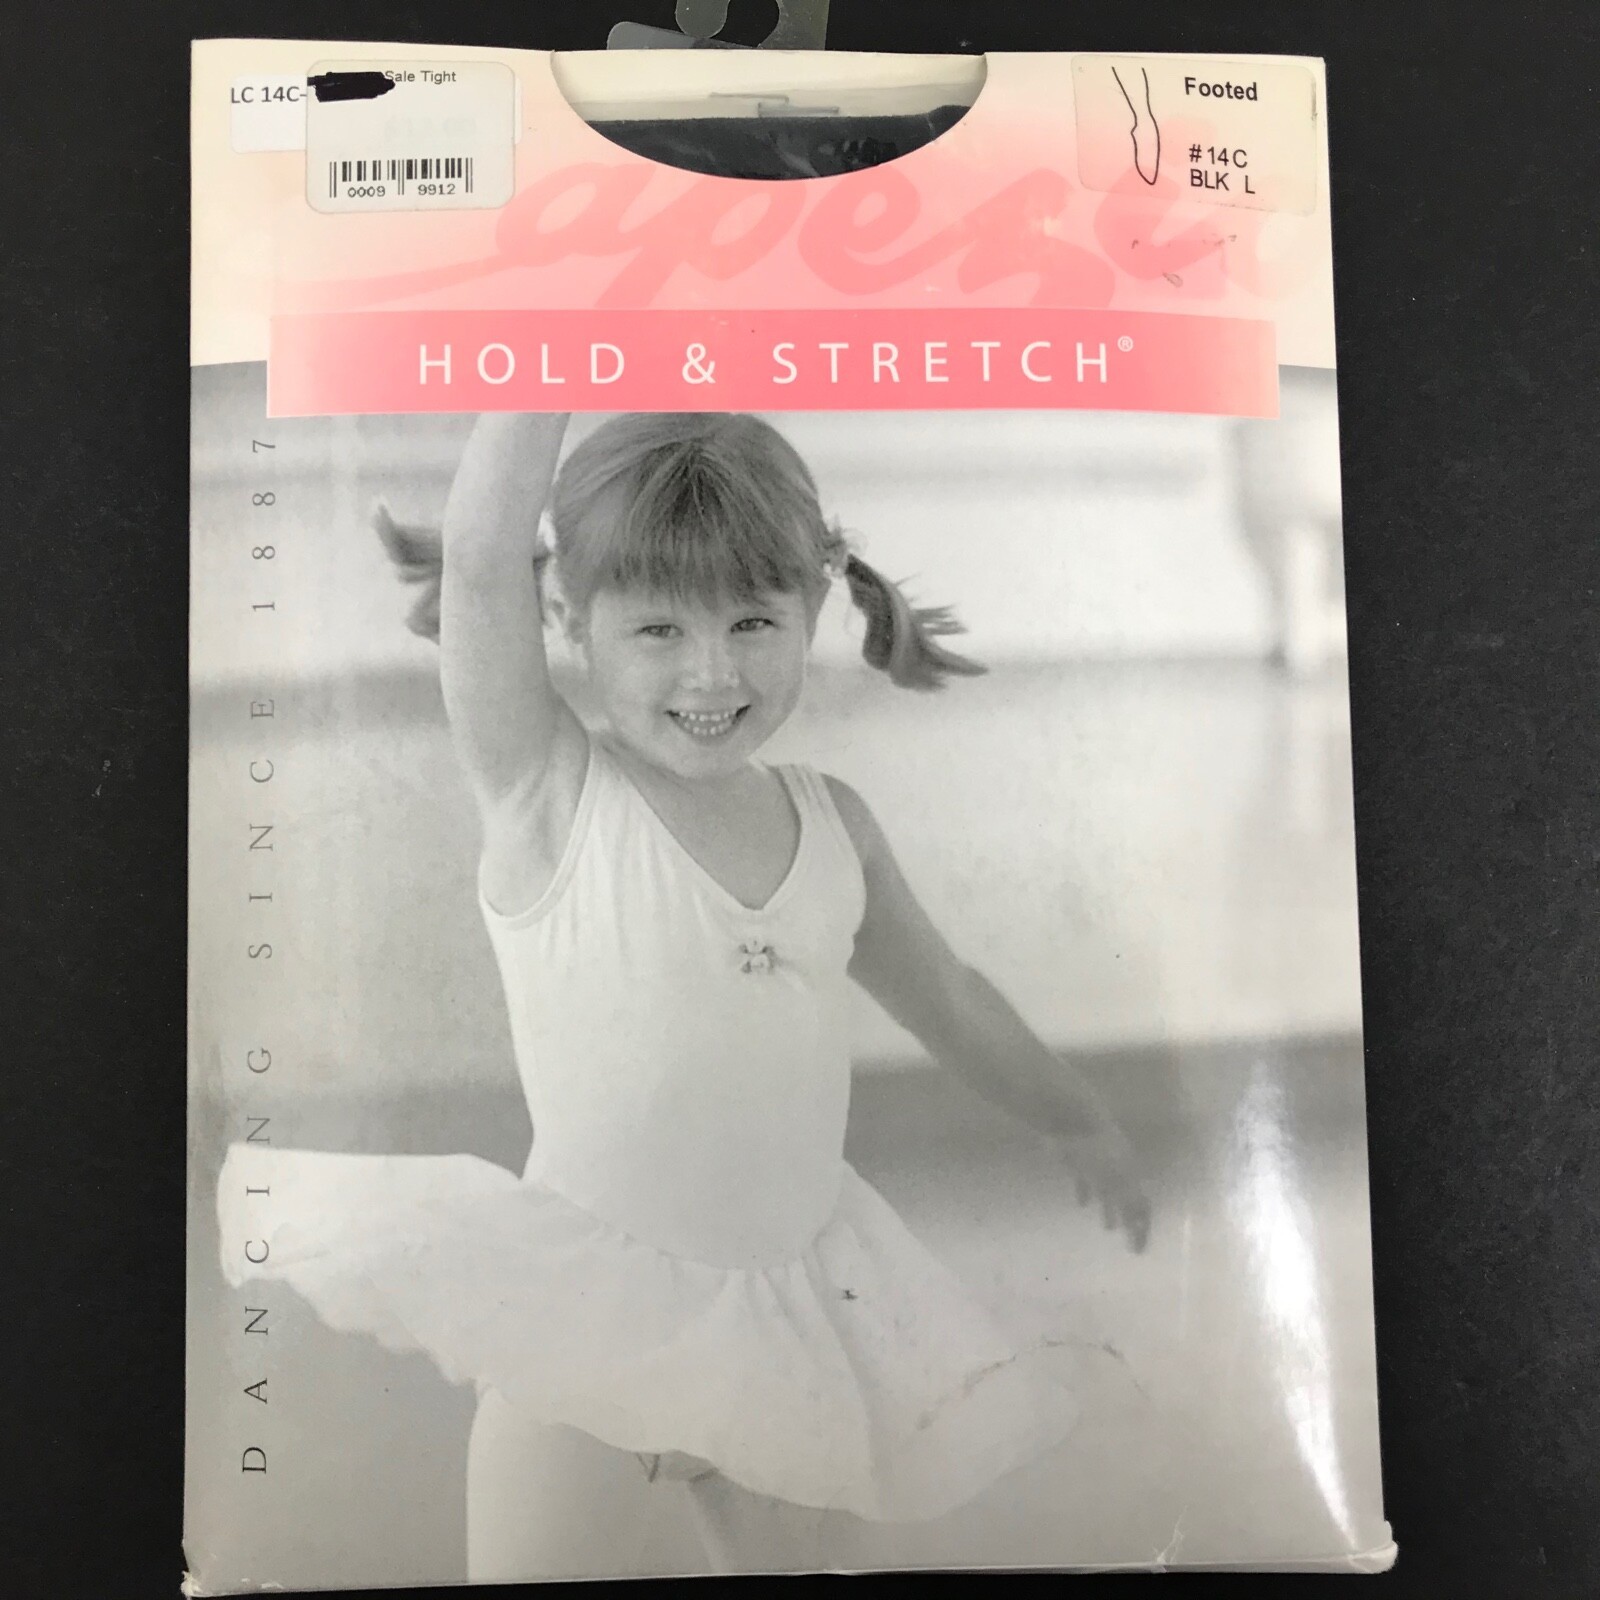 LC 14C-
Sale Tight
0009 9912
Footed
#14C
BLK L
HOLD & STRETCH®
DANCING SINCE 1887